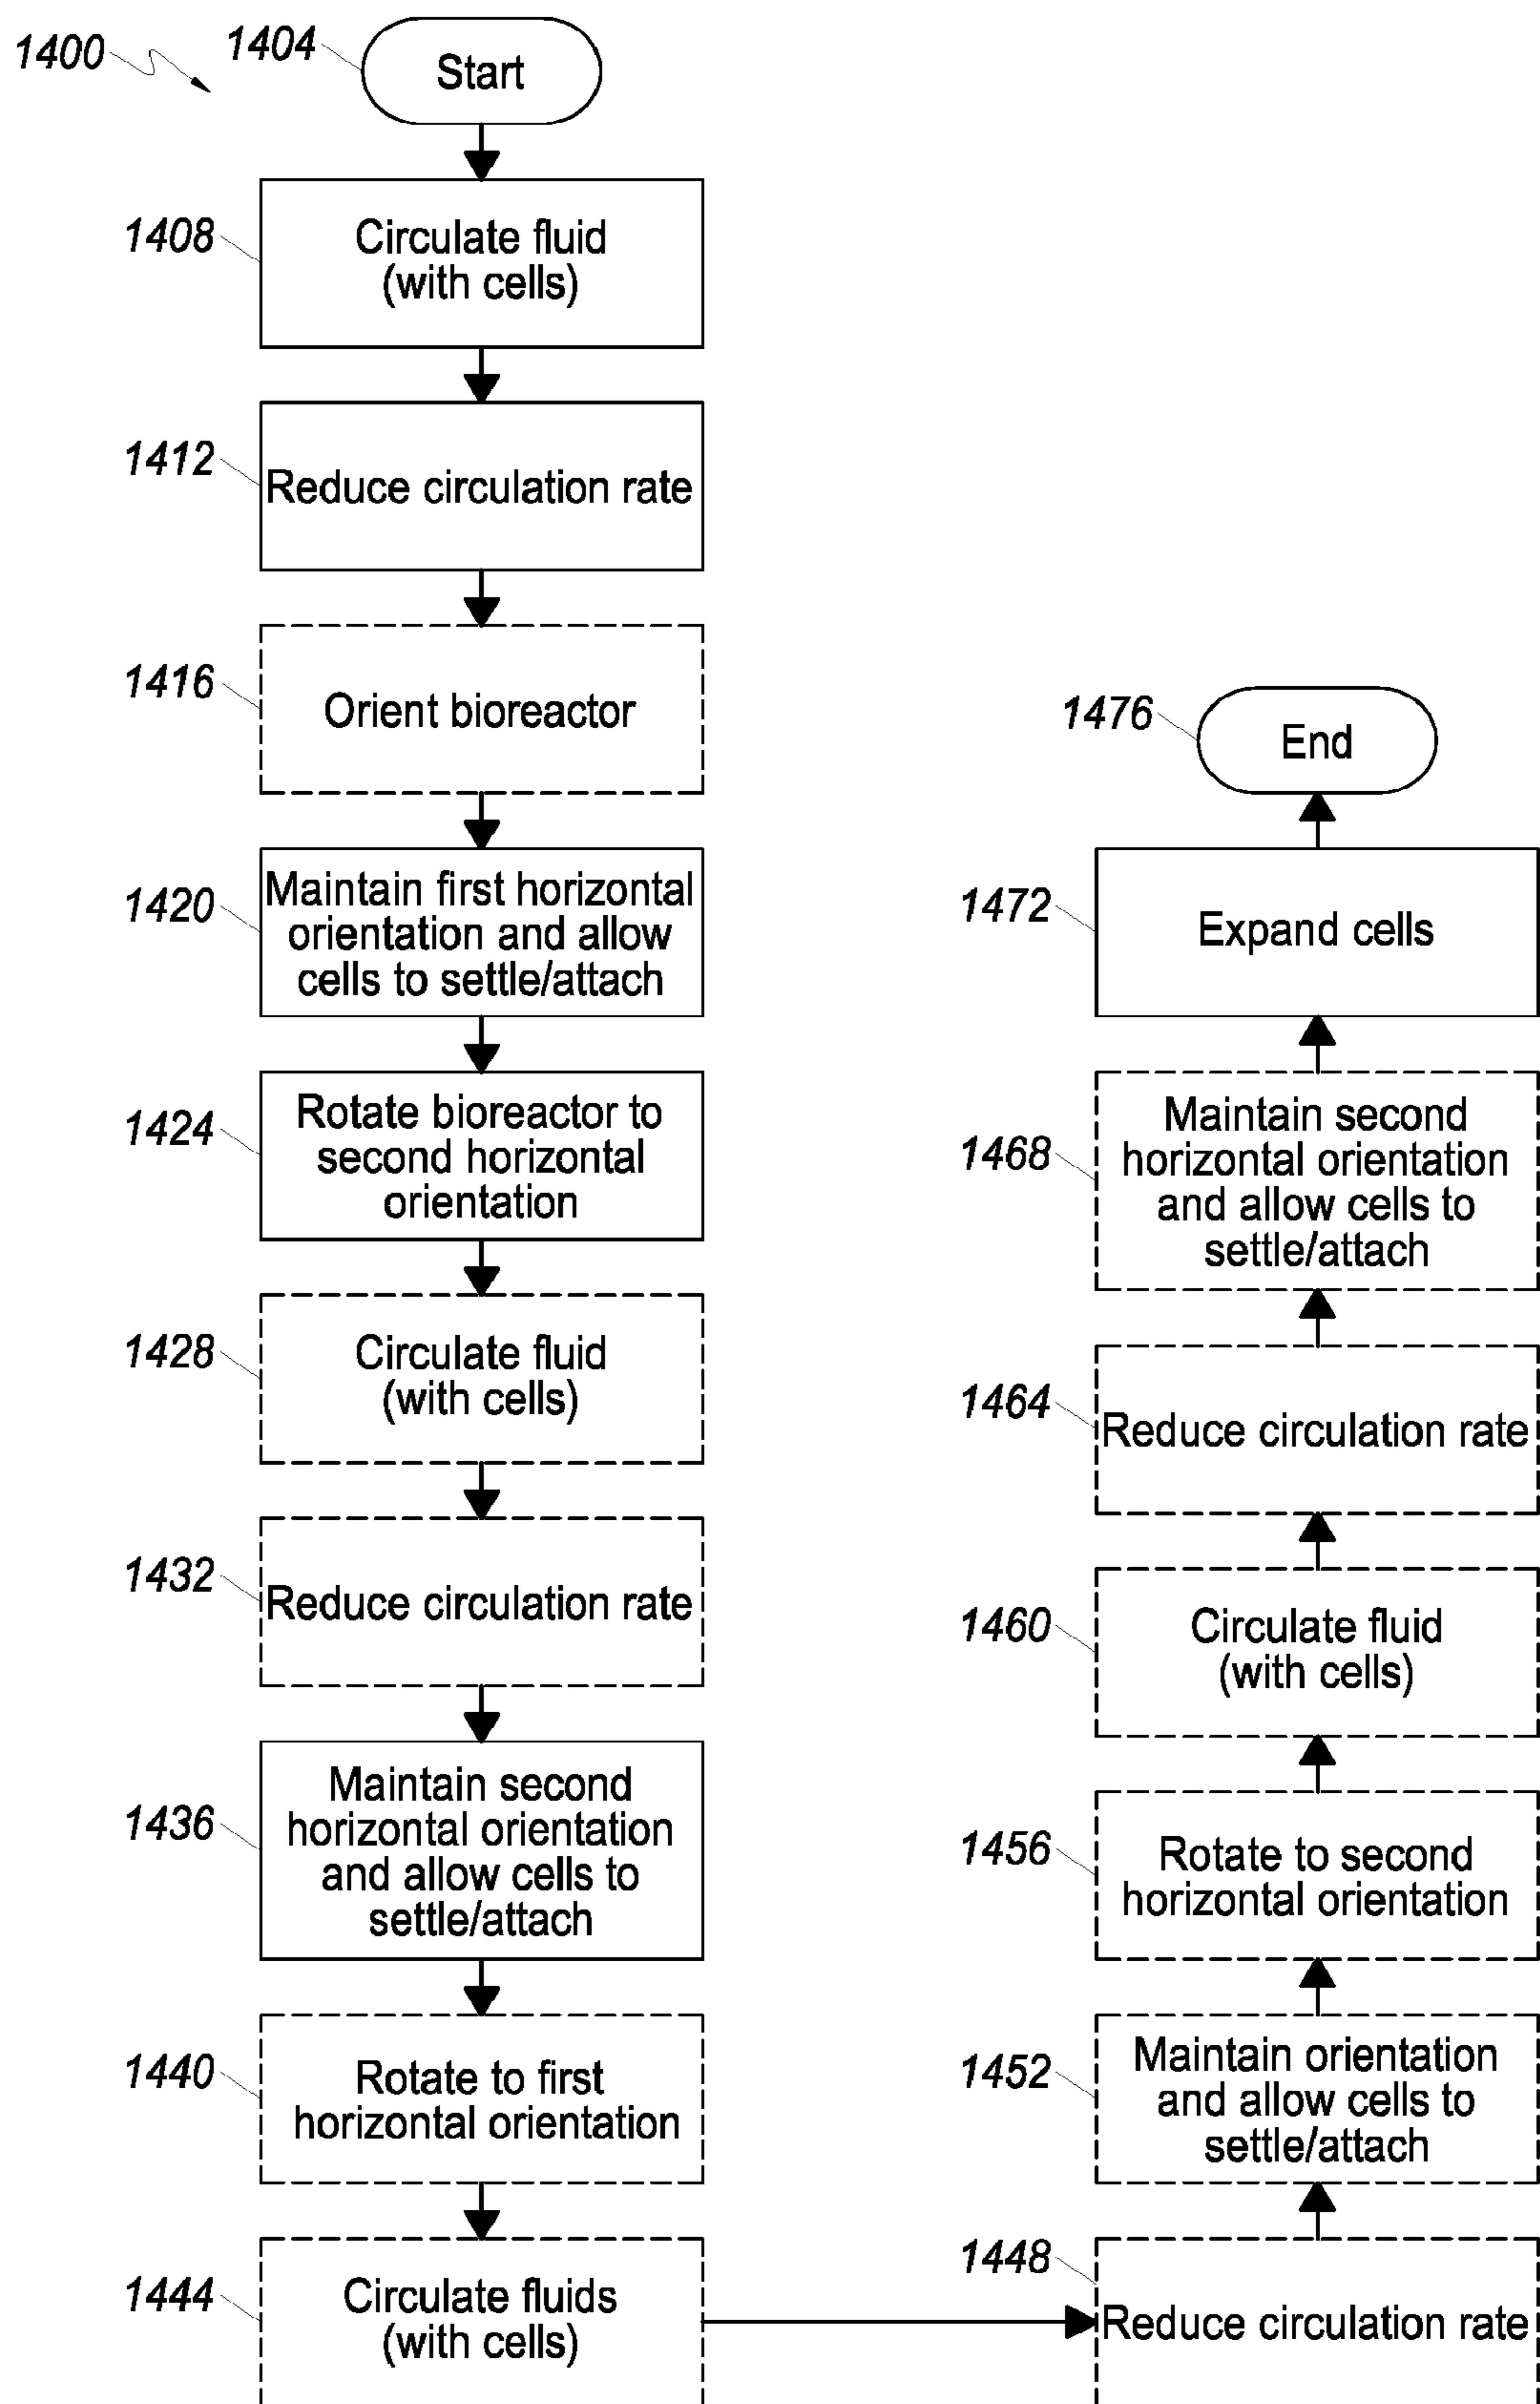 1400
1404
Start
1408
Circulate fluid
(with cells)
1412
Reduce circulation rate
1416
Orient bioreactor
1420
Maintain first horizontal
orientation and allow
cells to settle/attach
1424
Rotate bioreactor to
second horizontal
orientation
1428
Circulate fluid
(with cells)
1432
Reduce circulation rate
1436
Maintain second
horizontal orientation
and allow cells to
settle/attach
1440
Rotate to first
horizontal orientation
1444
Circulate fluids
(with cells)
1448
Reduce circulation rate
1452
Maintain orientation
and allow cells to
settle/attach
1456
Rotate to second
horizontal orientation
1460
Circulate fluid
(with cells)
1464
Reduce circulation rate
1468
Maintain second
horizontal orientation
and allow cells to
settle/attach
1472
Expand cells
1476
End